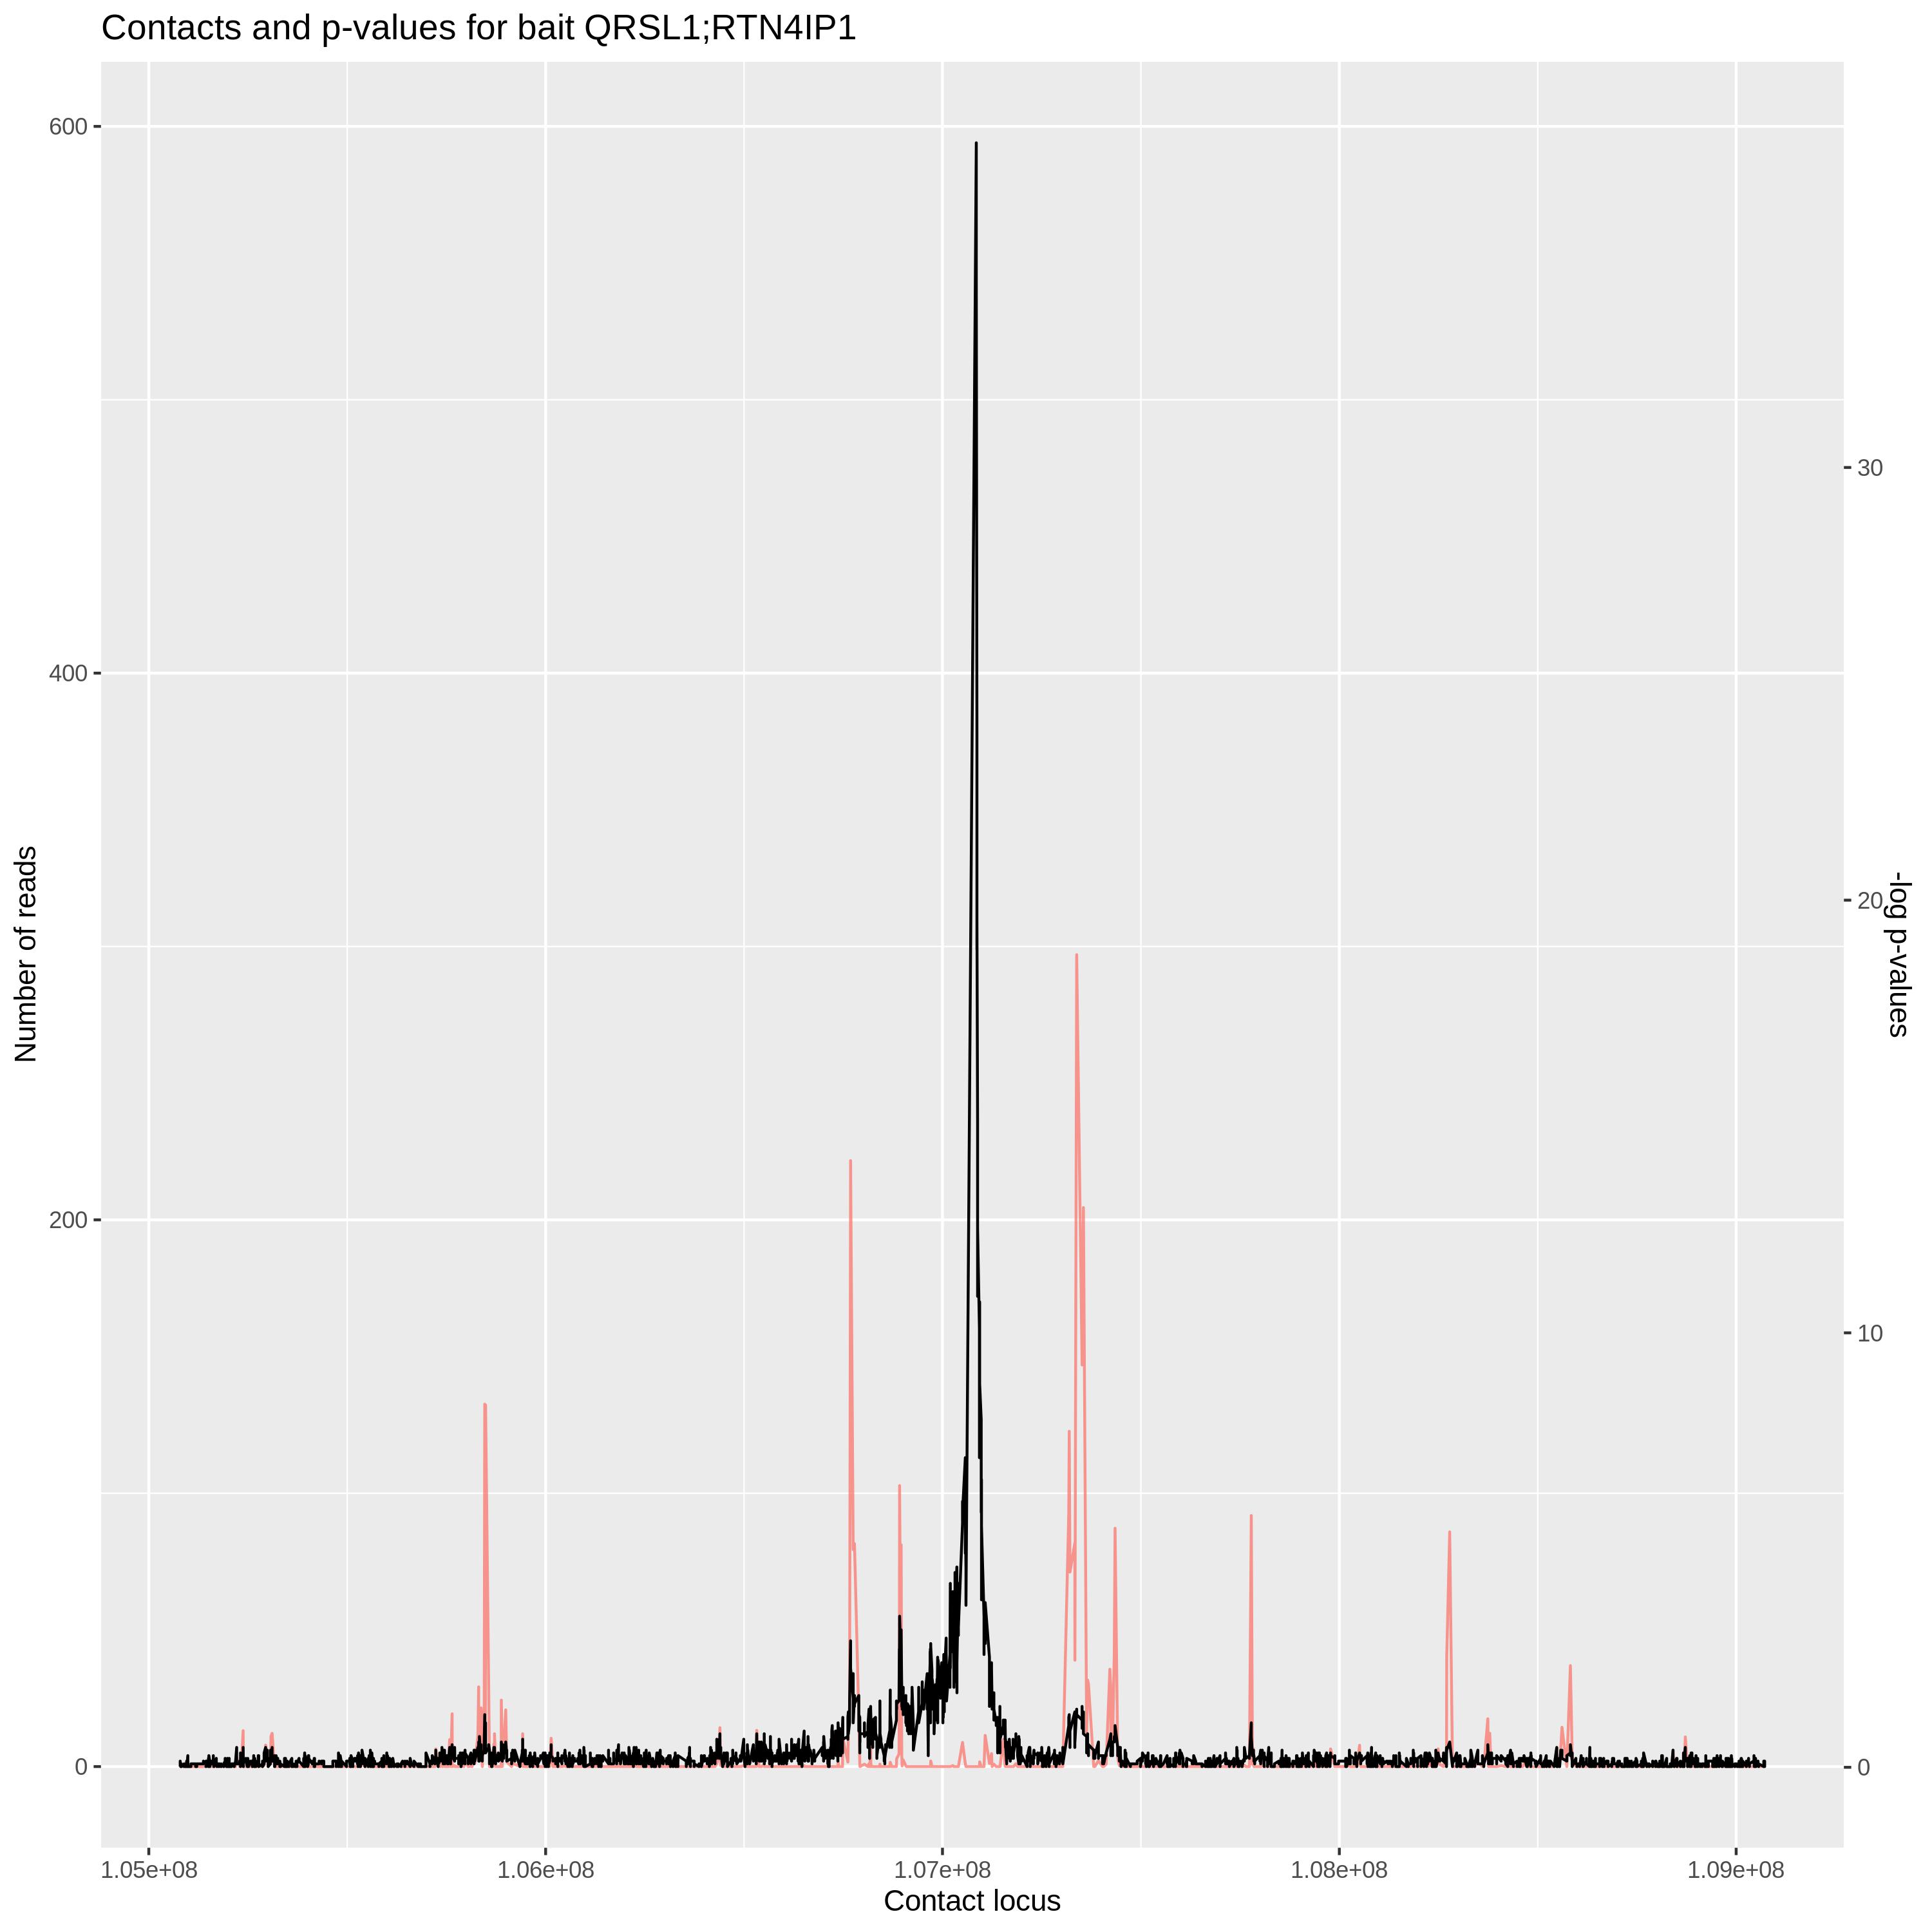 Contacts and p-values for bait QRSL1;RTN4IP1
600
400
200
0
Number of reads
30
20
10
0
-log p-values
1.05e+08 1.06e+08 1.07e+08 1.08e+08 1.09e+08
Contact locus